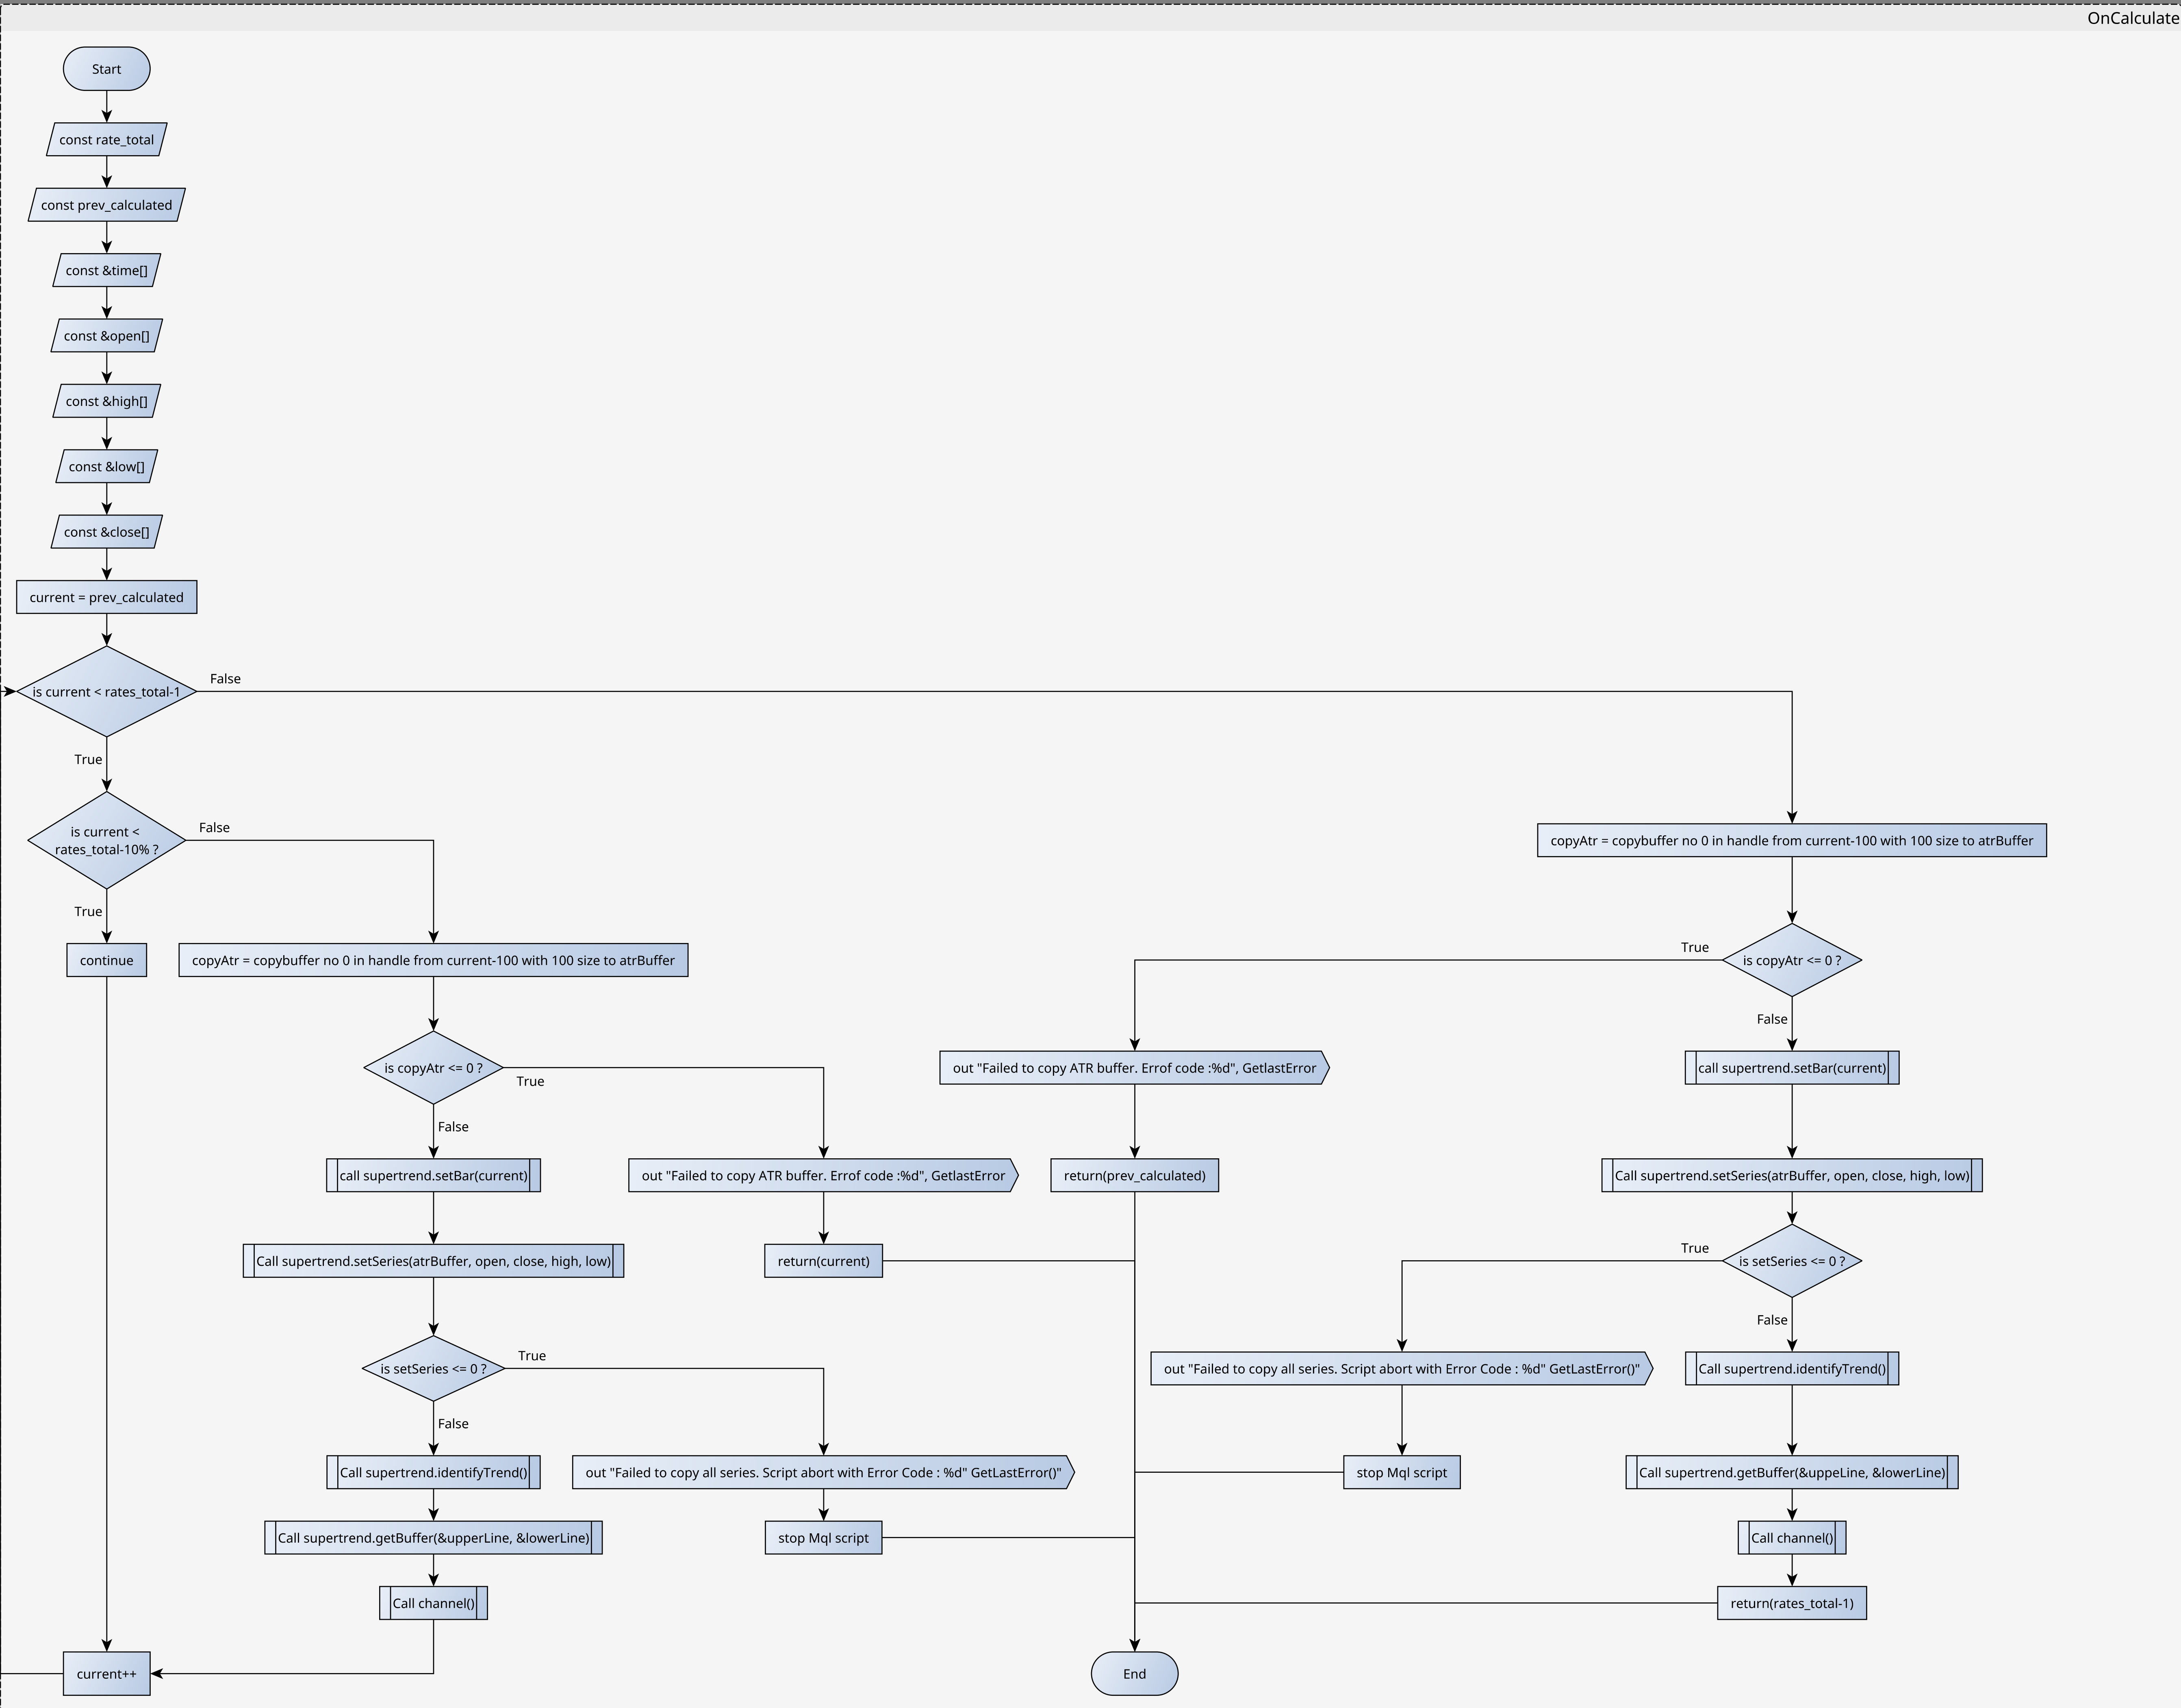 OnCalculate
Start
const rate_total
const prev_calculated
const &time[]
const &open[]
const &high[]
const &low[]
const &close[]
current = prev_calculated
is current < rates_total-1
False
True
is current <
rates_total-10% ?
False
True
continue
copyAtr = copybuffer no 0 in handle from current-100 with 100 size to atrBuffer
is copyAtr <= 0 ?
True
False
call supertrend.setBar(current)
out "Failed to copy ATR buffer. Errof code :%d", GetlastError
Call supertrend.setSeries(atrBuffer, open, close, high, low)
return(current)
is setSeries <= 0 ?
True
False
Call supertrend.identifyTrend()
out "Failed to copy all series. Script abort with Error Code : %d" GetLastError()"
Call supertrend.getBuffer(&upperLine, &lowerLine)
stop Mql script
Call channel()
current++
copyAtr = copybuffer no 0 in handle from current-100 with 100 size to atrBuffer
True
is copyAtr <= 0 ?
False
out "Failed to copy ATR buffer. Errof code :%d", GetlastError
call supertrend.setBar(current)
return(prev_calculated)
Call supertrend.setSeries(atrBuffer, open, close, high, low)
True
is setSeries <= 0 ?
False
out "Failed to copy all series. Script abort with Error Code : %d" GetLastError()"
Call supertrend.identifyTrend()
stop Mql script
Call supertrend.getBuffer(&uppeLine, &lowerLine)
Call channel()
return(rates_total-1)
End